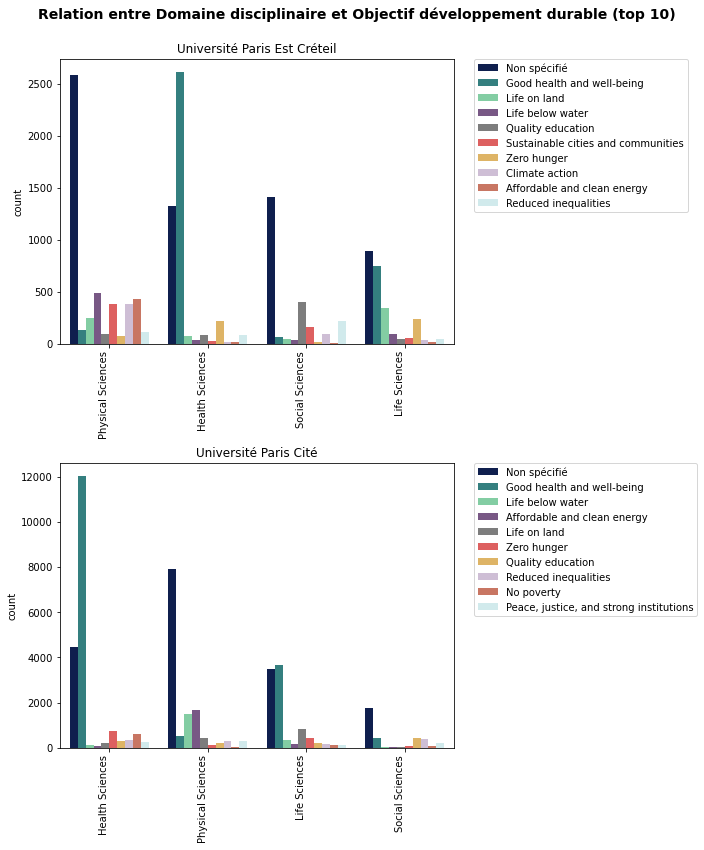 Relation entre Domaine disciplinaire et Objectif développement durable (top 10)
Université Paris Est Créteil
2500
2000
1500
1000
500
0
count
Physical Sciences
Health Sciences
Social Sciences
Life Sciences
Non spécifié
Good health and well-being
Life on land
Life below water
Quality education
Sustainable cities and communities
Zero hunger
Climate action
Affordable and clean energy
Reduced inequalities
Université Paris Cité
12000
10000
8000
6000
4000
2000
0
count
Health Sciences
Physical Sciences
Life Sciences
Social Sciences
Non spécifié
Good health and well-being
Life below water
Affordable and clean energy
Life on land
Zero hunger
Quality education
Reduced inequalities
No poverty
Peace, justice, and strong institutions